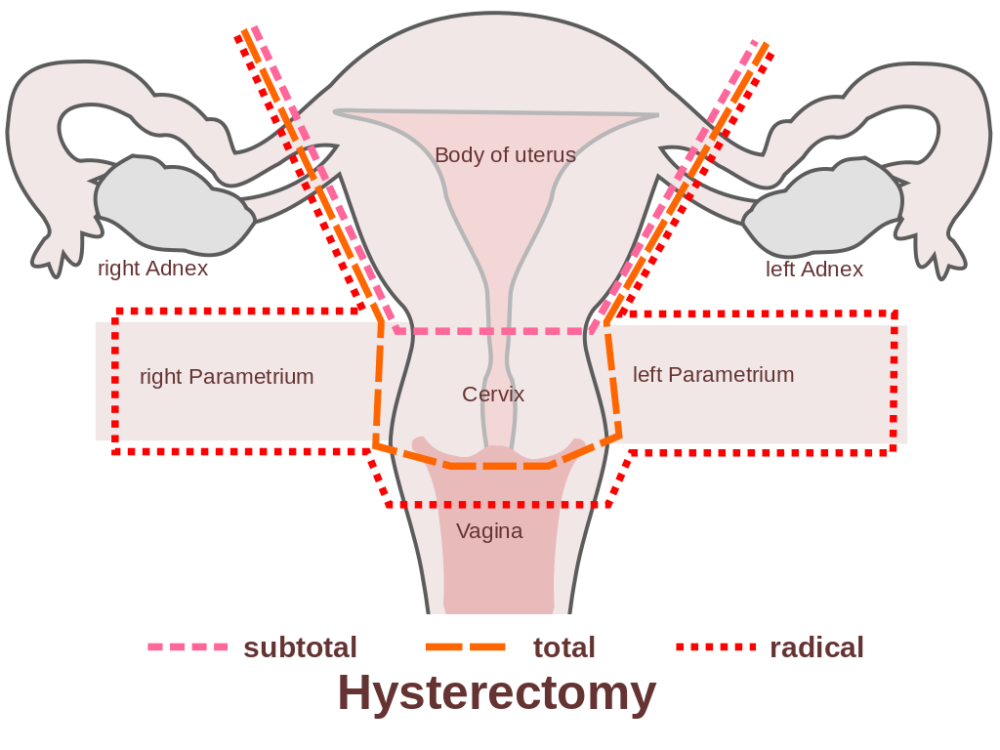 Body of uterus
right Adnex
left Adnex
right Parametrium
left Parametrium
Cervix
Vagina
subtotal total radical
Hysterectomy